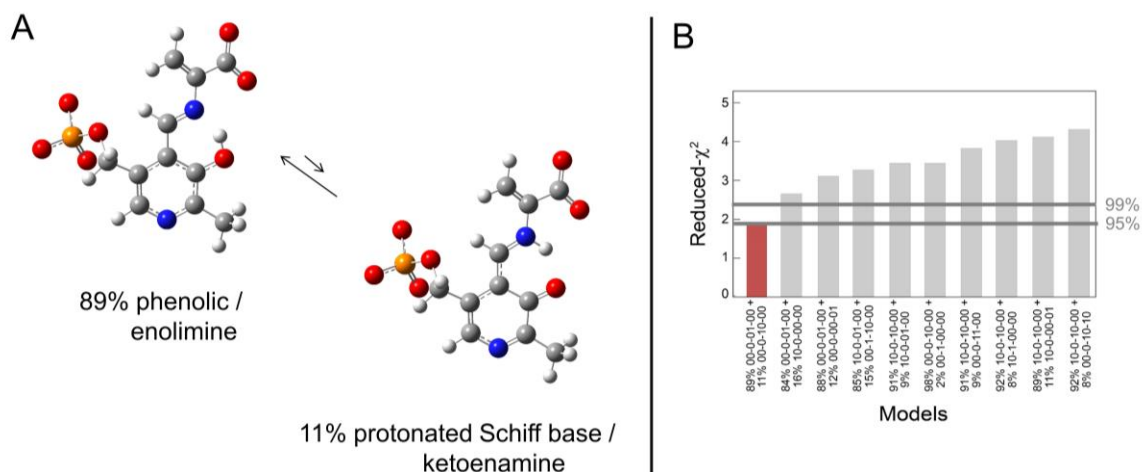 A
89% phenolic /
enolimine
11% protonated Schiff base /
ketoenamine
B
Reduced-χ²
5
4
3
2
1
0
99%
95%
89% 00-0-01-00 +
11% 00-0-10-00
84% 00-0-01-00 +
16% 10-0-00-00
88% 00-0-01-00 +
12% 00-0-00-01
85% 10-0-01-00 +
15% 00-1-10-00
91% 10-0-10-00 +
9% 10-0-01-00
98% 00-0-10-00 +
2% 00-1-00-00
91% 10-0-10-00 +
9% 00-0-11-00
92% 10-0-10-00 +
8% 10-1-00-00
89% 10-0-10-00 +
11% 10-0-00-01
92% 10-0-10-00 +
8% 00-0-10-10
Models